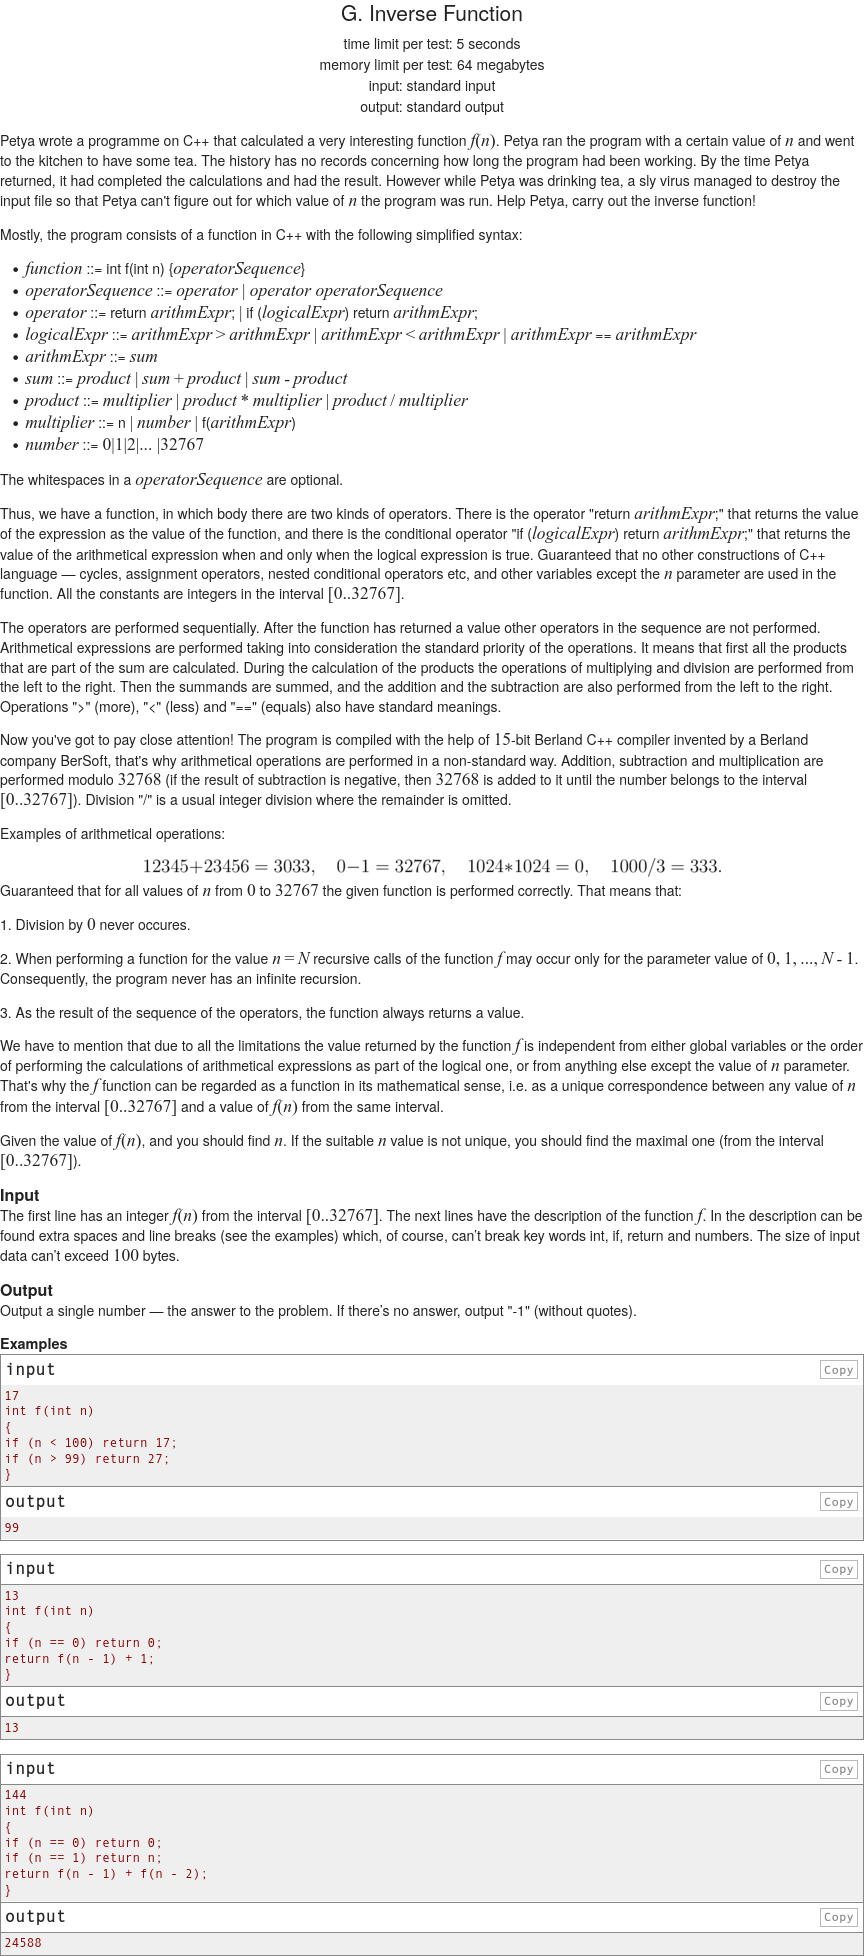 G. Inverse Function
time limit per test: 5 seconds
memory limit per test: 64 megabytes
input: standard input
output: standard output
Petya wrote a programme on C++ that calculated a very interesting function f(n). Petya ran the program with a certain value of n and went
to the kitchen to have some tea. The history has no records concerning how long the program had been working. By the time Petya
returned, it had completed the calculations and had the result. However while Petya was drinking tea, a sly virus managed to destroy the
input file so that Petya can't figure out for which value of n the program was run. Help Petya, carry out the inverse function!
Mostly, the program consists of a function in C++ with the following simplified syntax:
• function ::= int f(int n) {operatorSequence}
• operatorSequence ::= operator | operator operatorSequence
• operator ::= return arithmExpr; | if (logicalExpr) return arithmExpr;
• logicalExpr ::= arithmExpr > arithmExpr | arithmExpr < arithmExpr | arithmExpr == arithmExpr
• arithmExpr ::= sum
• sum ::= product | sum + product | sum - product
• product ::= multiplier | product * multiplier | product / multiplier
• multiplier ::= n | number | f(arithmExpr)
• number ::= 0|1|2|... |32767
The whitespaces in a operatorSequence are optional.
Thus, we have a function, in which body there are two kinds of operators. There is the operator "return arithmExpr;" that returns the value
of the expression as the value of the function, and there is the conditional operator "if (logicalExpr) return arithmExpr;" that returns the
value of the arithmetical expression when and only when the logical expression is true. Guaranteed that no other constructions of C++
language — cycles, assignment operators, nested conditional operators etc, and other variables except the n parameter are used in the
function. All the constants are integers in the interval [0..32767].
The operators are performed sequentially. After the function has returned a value other operators in the sequence are not performed.
Arithmetical expressions are performed taking into consideration the standard priority of the operations. It means that first all the products
that are part of the sum are calculated. During the calculation of the products the operations of multiplying and division are performed from
the left to the right. Then the summands are summed, and the addition and the subtraction are also performed from the left to the right.
Operations ">" (more), "<" (less) and "==" (equals) also have standard meanings.
Now you've got to pay close attention! The program is compiled with the help of 15-bit Berland C++ compiler invented by a Berland
company BerSoft, that's why arithmetical operations are performed in a non-standard way. Addition, subtraction and multiplication are
performed modulo 32768 (if the result of subtraction is negative, then 32768 is added to it until the number belongs to the interval
[0..32767]). Division "/" is a usual integer division where the remainder is omitted.
Examples of arithmetical operations:
12345+23456 = 3033, 0−1 = 32767, 1024*1024 = 0, 1000/3 = 333.
Guaranteed that for all values of n from 0 to 32767 the given function is performed correctly. That means that:
1. Division by 0 never occures.
2. When performing a function for the value n = N recursive calls of the function f may occur only for the parameter value of 0, 1, ..., N - 1.
Consequently, the program never has an infinite recursion.
3. As the result of the sequence of the operators, the function always returns a value.
We have to mention that due to all the limitations the value returned by the function f is independent from either global variables or the order
of performing the calculations of arithmetical expressions as part of the logical one, or from anything else except the value of n parameter.
That's why the f function can be regarded as a function in its mathematical sense, i.e. as a unique correspondence between any value of n
from the interval [0..32767] and a value of f(n) from the same interval.
Given the value of f(n), and you should find n. If the suitable n value is not unique, you should find the maximal one (from the interval
[0..32767]).
Input
The first line has an integer f(n) from the interval [0..32767]. The next lines have the description of the function f. In the description can be
found extra spaces and line breaks (see the examples) which, of course, can't break key words int, if, return and numbers. The size of input
data can't exceed 100 bytes.
Output
Output a single number — the answer to the problem. If there's no answer, output "-1" (without quotes).
Examples
input
Copy
17
int f(int n)
{
if (n < 100) return 17;
if (n > 99) return 27;
}
output
Copy
99
input
Copy
13
int f(int n)
{
if (n == 0) return 0;
return f(n - 1) + 1;
}
output
Copy
13
input
Copy
144
int f(int n)
{
if (n == 0) return 0;
if (n == 1) return n;
return f(n - 1) + f(n - 2);
}
output
Copy
24588